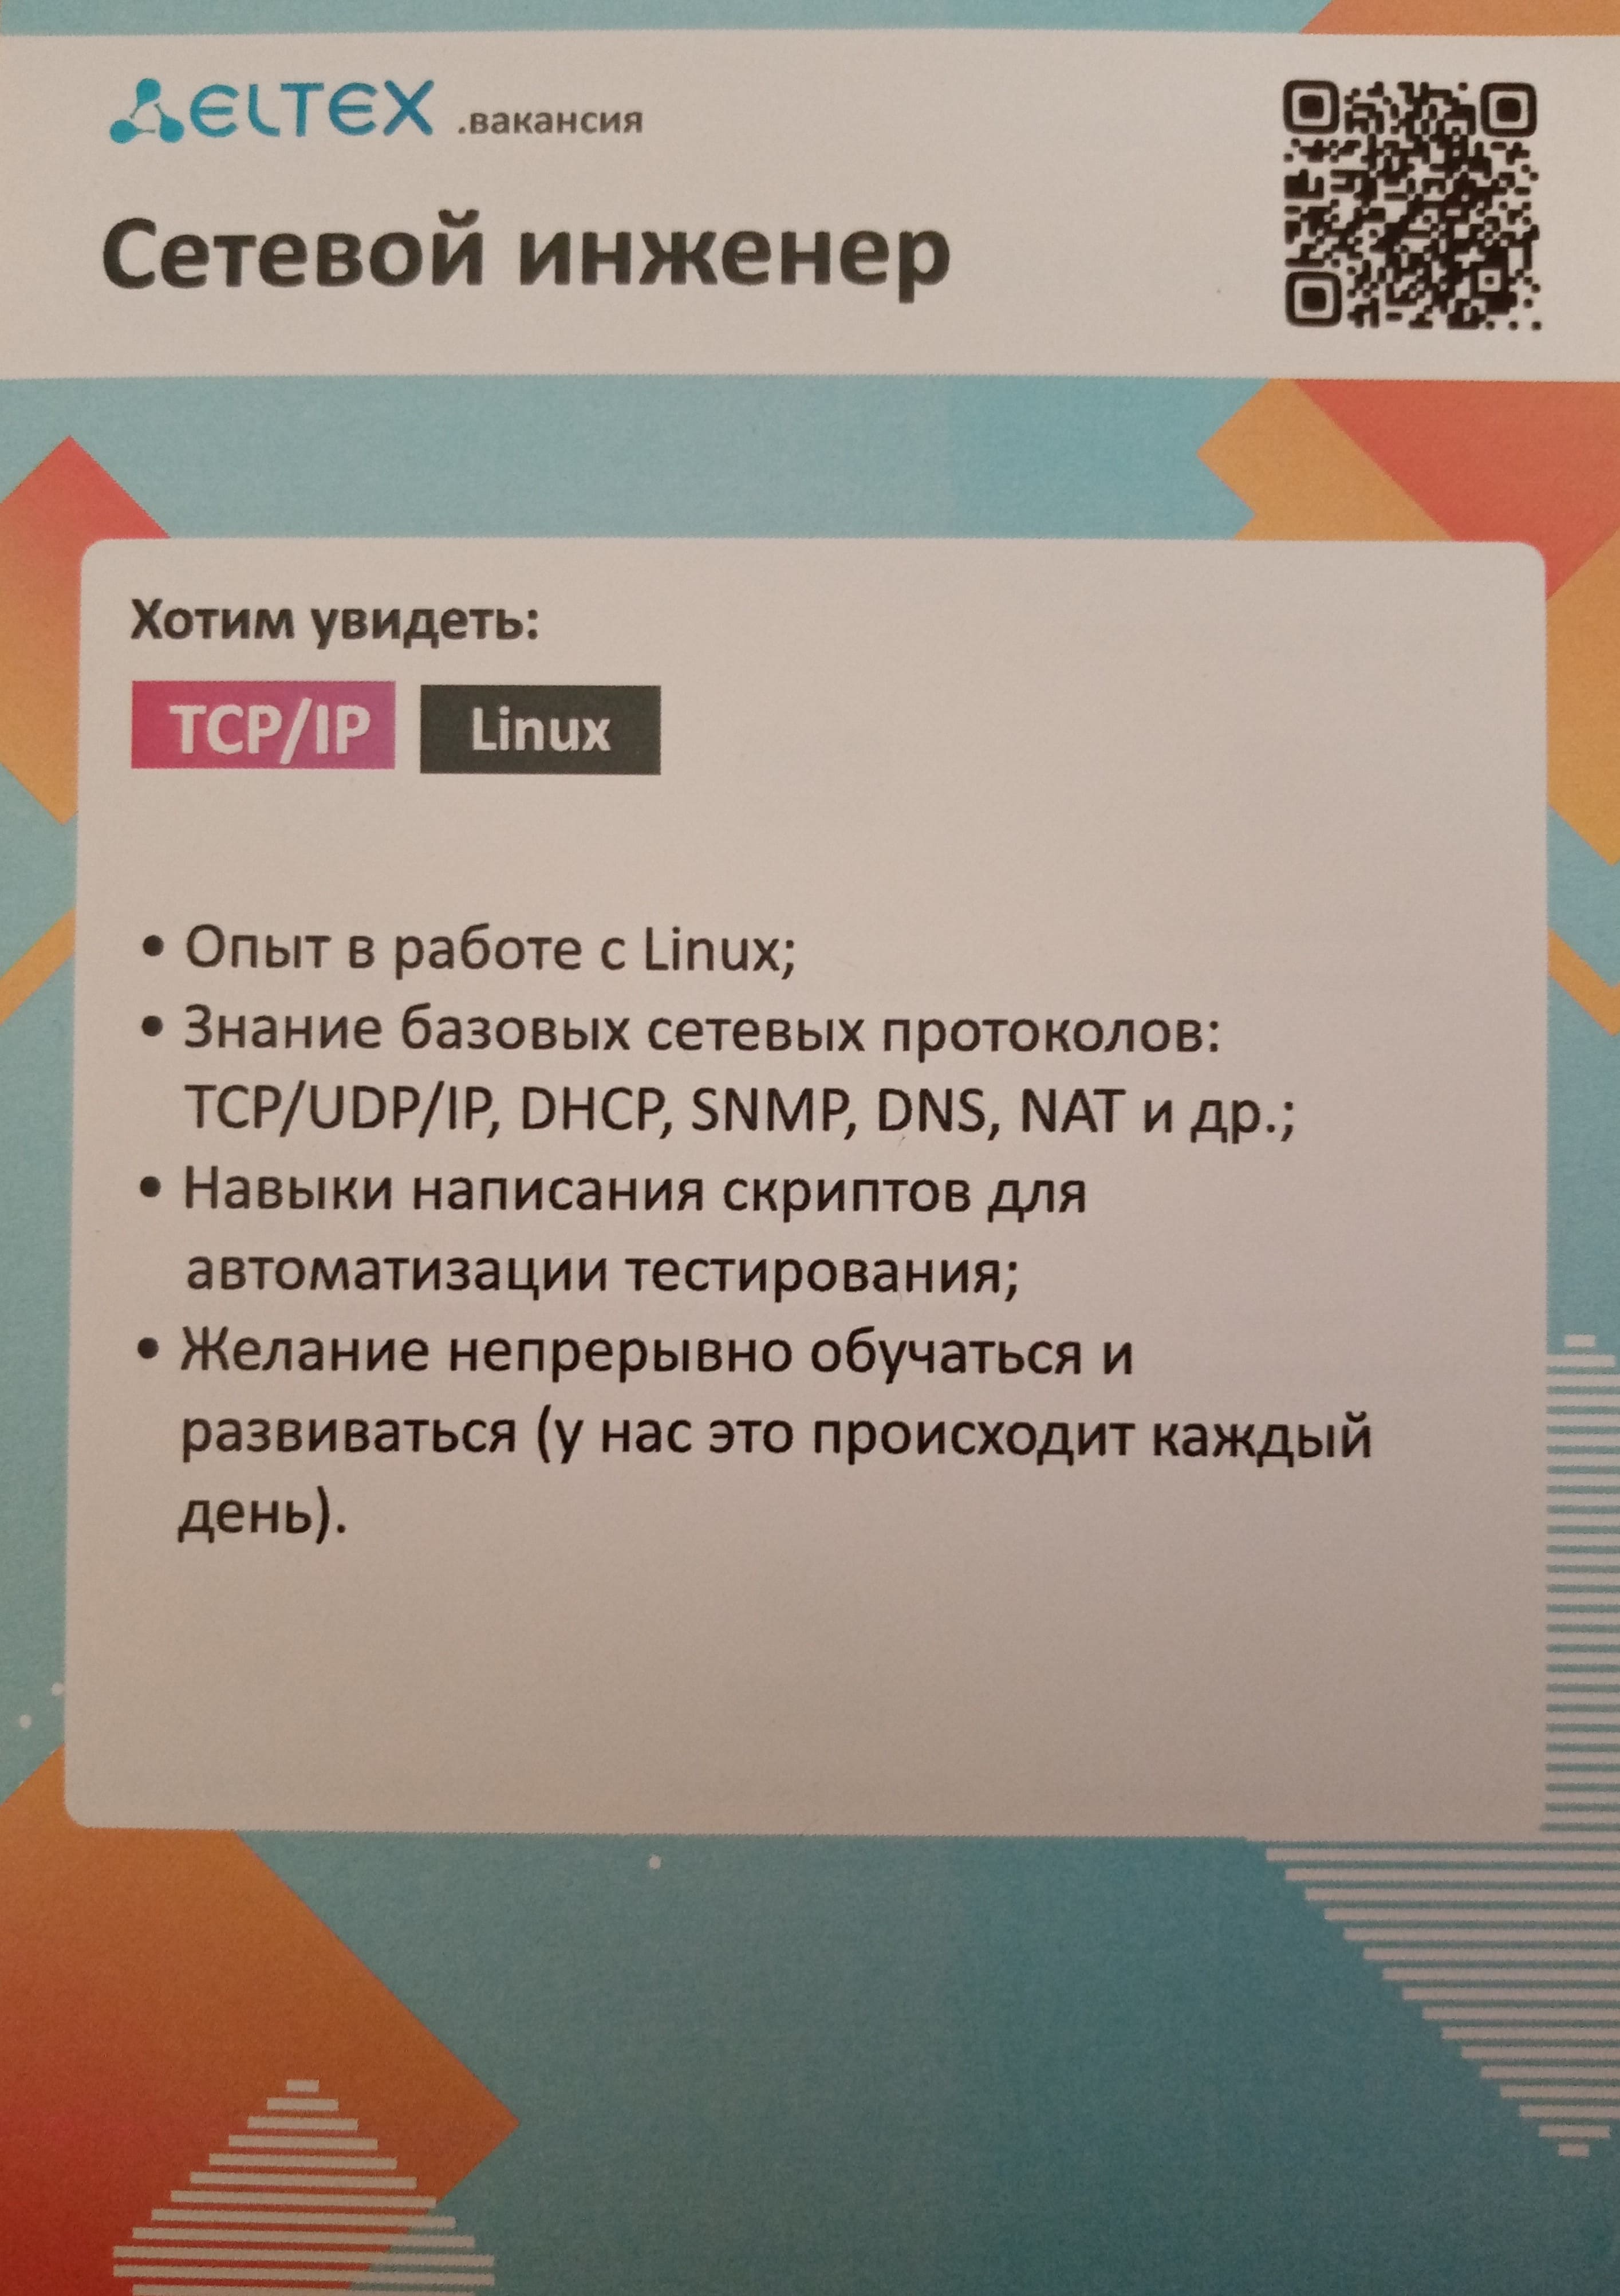 ELTEX .вакансия
Сетевой инженер
Хотим увидеть:
TCP/IP Linux
• Опыт в работе с Linux;
• Знание базовых сетевых протоколов:
TCP/UDP/IP, DHCP, SNMP, DNS, NAT и др.;
• Навыки написания скриптов для
автоматизации тестирования;
• Желание непрерывно обучаться и
развиваться (у нас это происходит каждый
день).